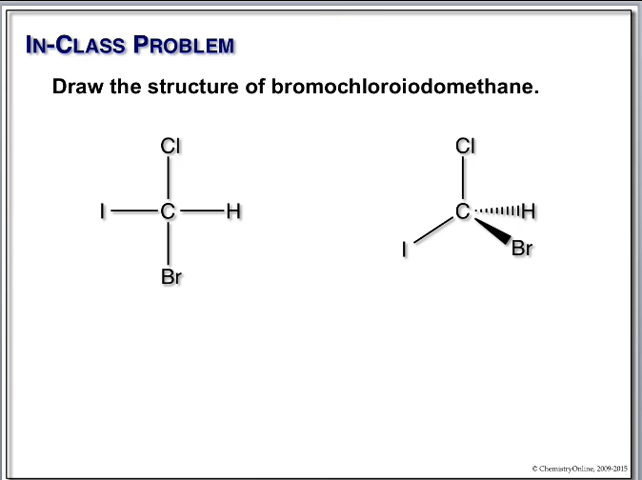 IN-CLASS PROBLEM
Draw the structure of bromochloroiodomethane.
Cl Cl
I C H C H
I Br
Br
© ChemistryOnline, 2009-2015